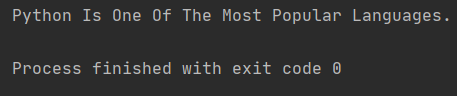 Python Is One Of The Most Popular Languages.
Process finished with exit code 0